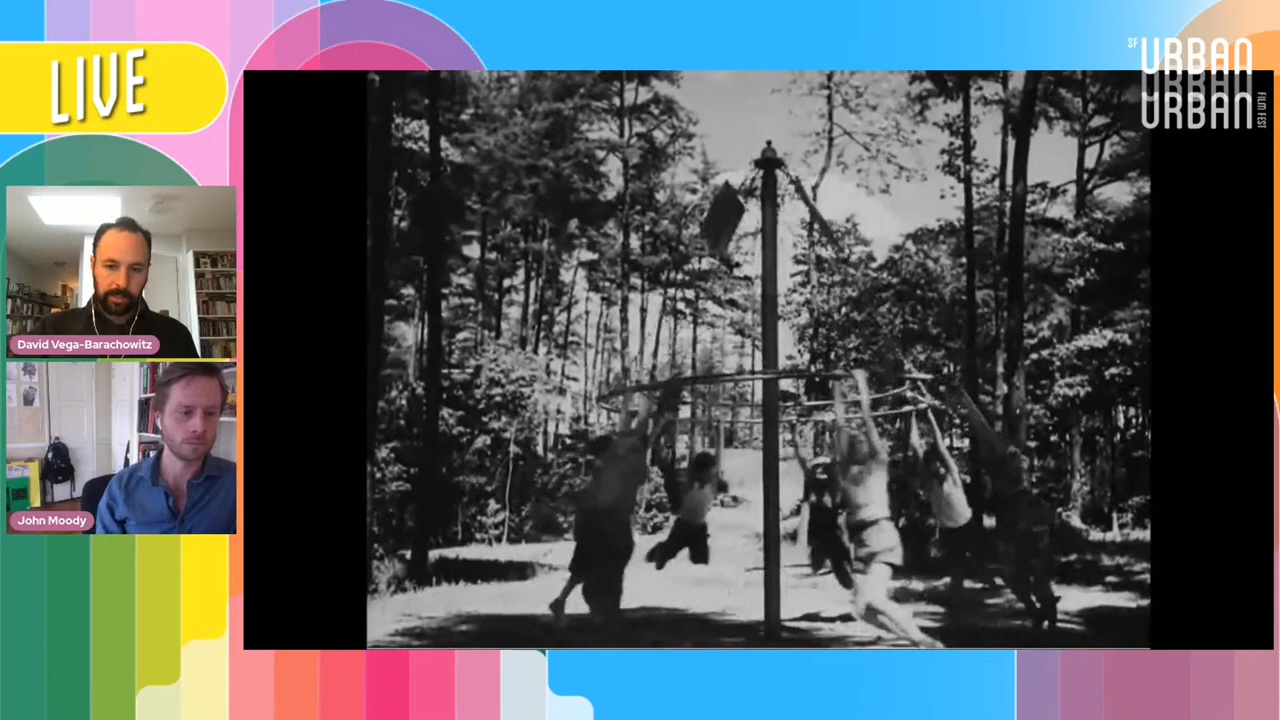 LIVE
SF URBAN
URBAN FILM FEST
David Vega-Barachowitz
John Moody